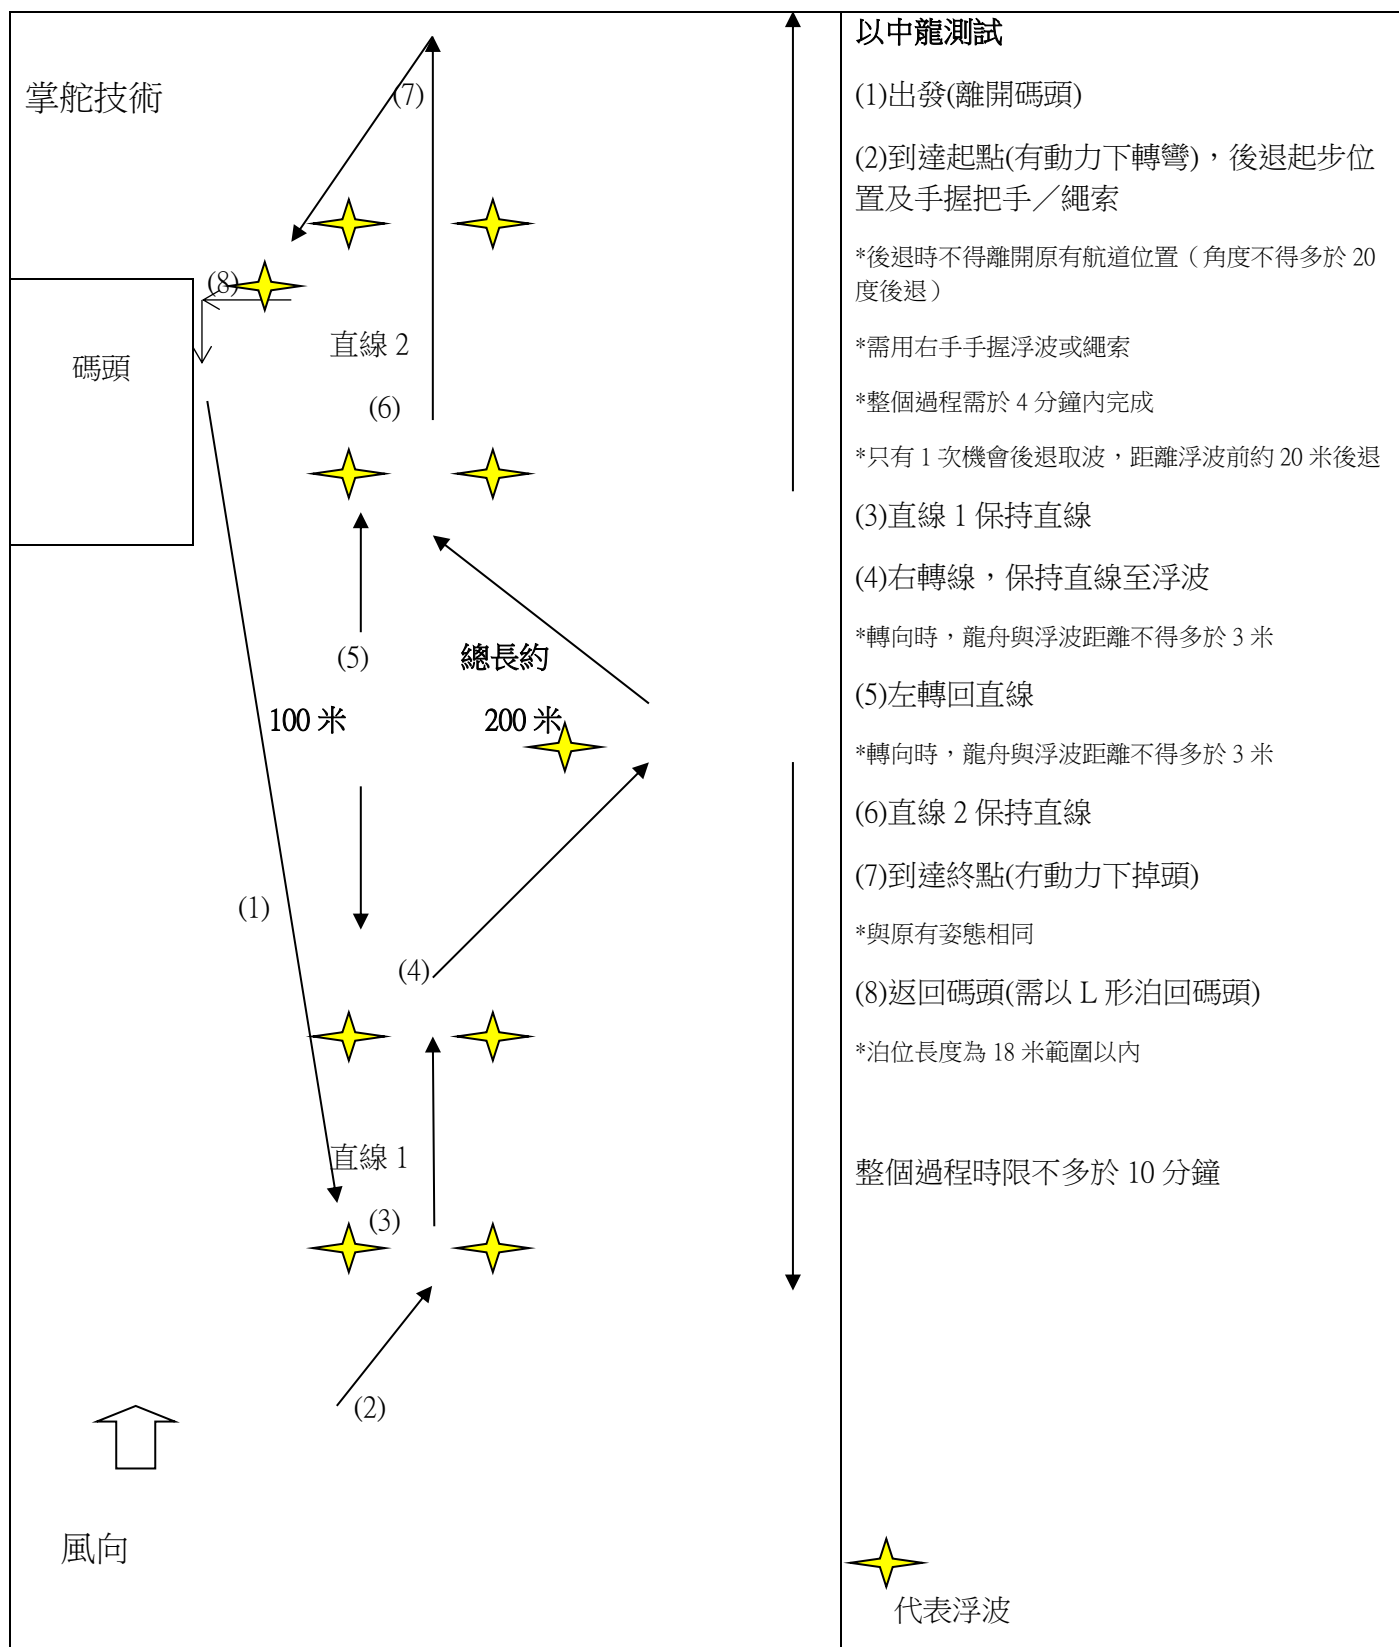 掌舵技術
(7)
(8)
碼頭
直線 2
(6)
(5)
總長約
100 米
200 米
(1)
(4)
直線 1
(3)
(2)
風向
以中龍測試
(1)出發(離開碼頭)
(2)到達起點(有動力下轉彎)，後退起步位
置及手握把手／繩索
*後退時不得離開原有航道位置（角度不得多於 20
度後退）
*需用右手手握浮波或繩索
*整個過程需於 4 分鐘內完成
*只有 1 次機會後退取波，距離浮波前約 20 米後退
(3)直線 1 保持直線
(4)右轉線，保持直線至浮波
*轉向時，龍舟與浮波距離不得多於 3 米
(5)左轉回直線
*轉向時，龍舟與浮波距離不得多於 3 米
(6)直線 2 保持直線
(7)到達終點(冇動力下掉頭)
*與原有姿態相同
(8)返回碼頭(需以 L 形泊回碼頭)
*泊位長度為 18 米範圍以內
整個過程時限不多於 10 分鐘
代表浮波